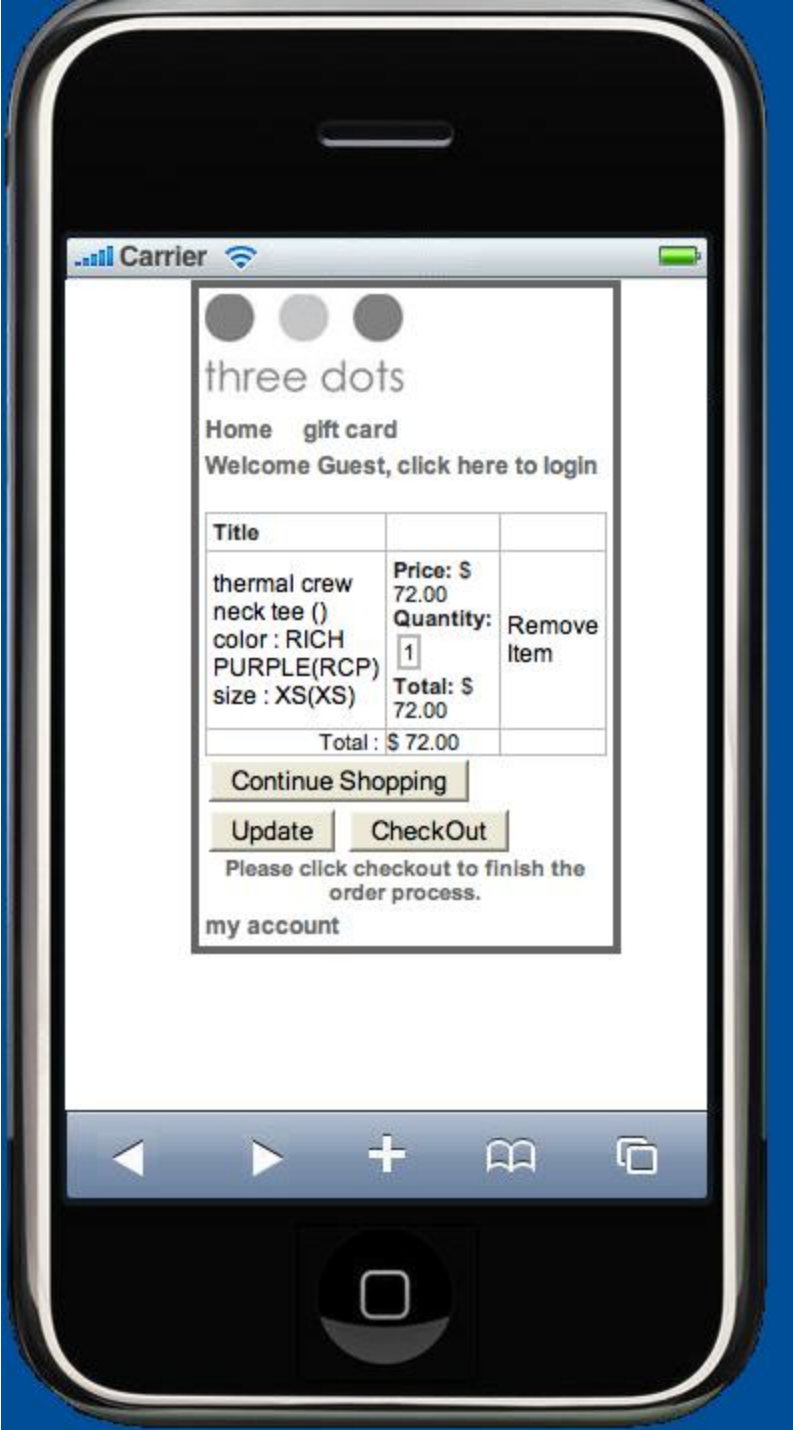 Carrier
three dots
Home gift card
Welcome Guest, click here to login
Title
thermal crew
neck tee ()
color : RICH
PURPLE(RCP)
size : XS(XS)
Price: $
72.00
Quantity:
1
Total: $
72.00
Remove
Item
Total : $ 72.00
Continue Shopping
Update CheckOut
Please click checkout to finish the
order process.
my account